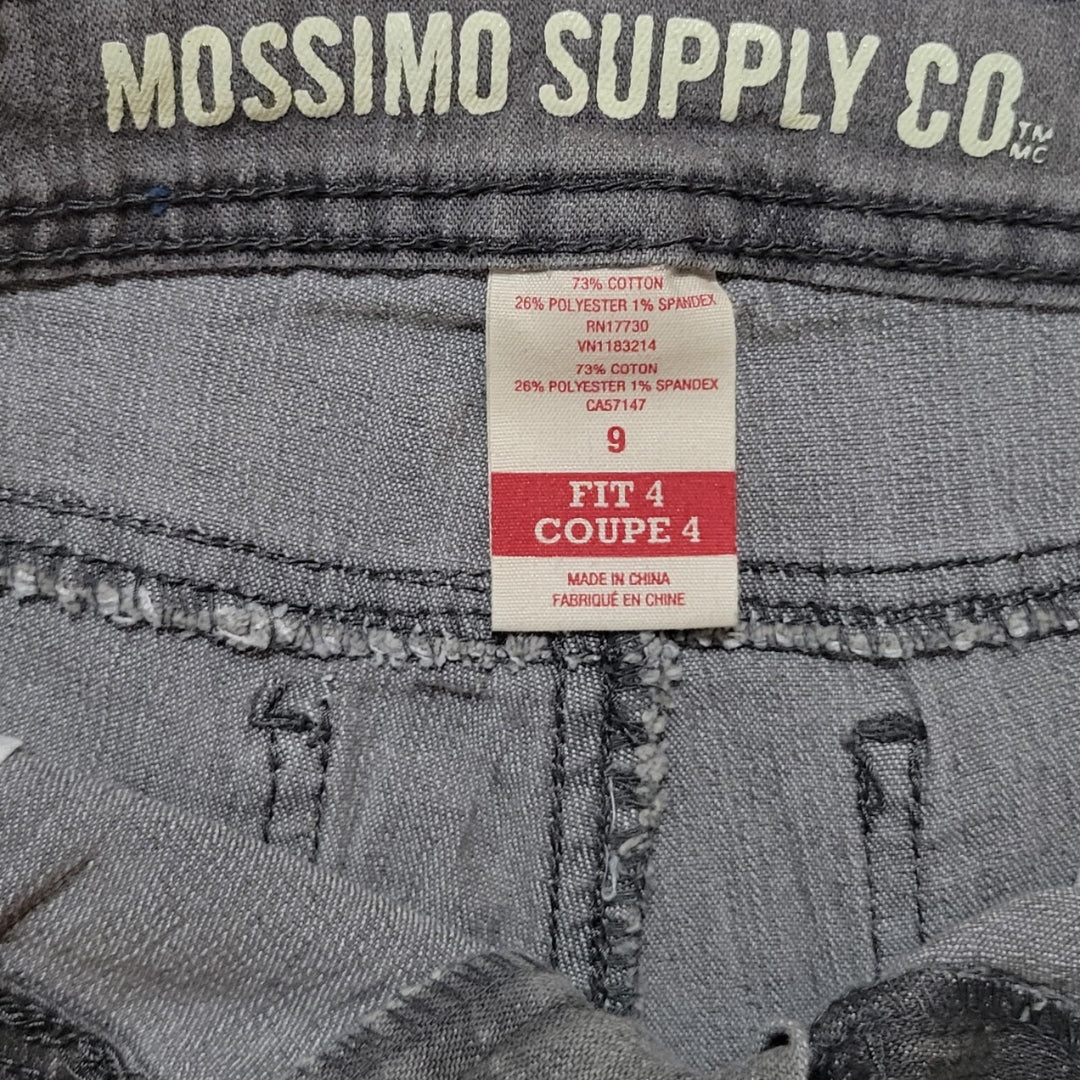 MOSSIMO SUPPLY CO.
TM
MC
73% COTTON
26% POLYESTER 1% SPANDEX
RN17730
VN1183214
73% COTON
26% POLYESTER 1% SPANDEX
CA57147
9
FIT 4
COUPE 4
MADE IN CHINA
FABRIQUÉ EN CHINE